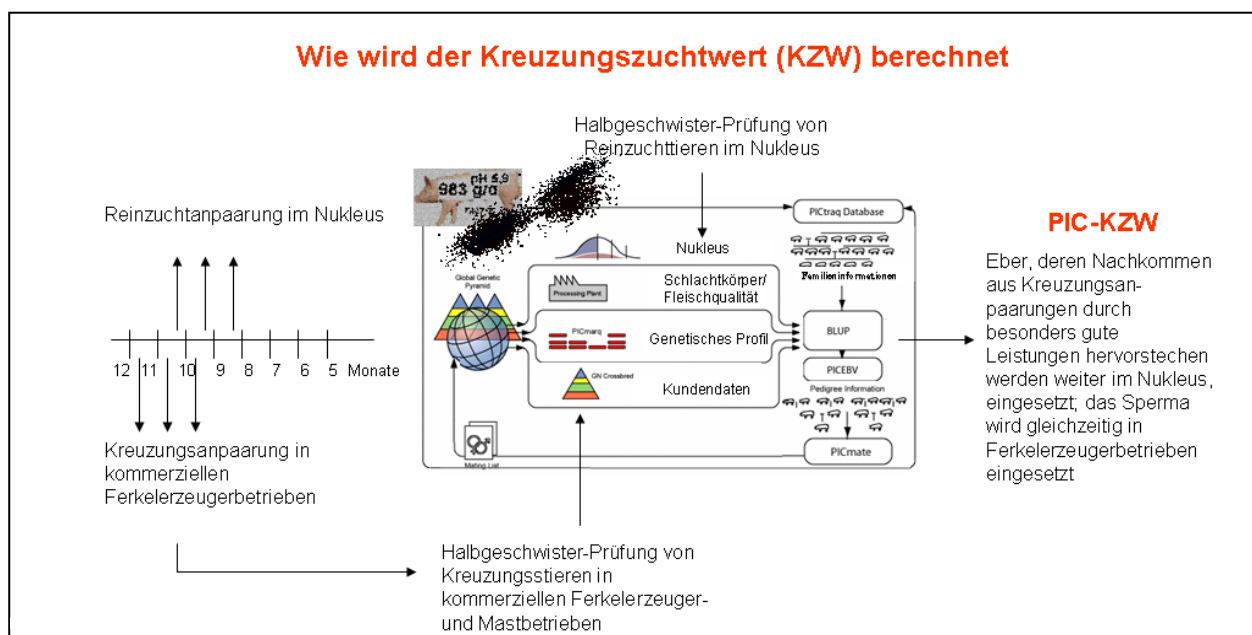 Wie wird der Kreuzungszuchtwert (KZW) berechnet
Halbgeschwister-Prüfung von
Reinzuchttieren im Nukleus
pH 5,9
983 g/d
Reinzuchtanpaarung im Nukleus
PICtraq Database
Nukleus
Familieninformationen
Global Genetic
Pyramid
Processing Plant
Schlachtkörper/
Fleischqualität
PICmarq
Genetisches Profil
BLUP
PICEBV
GN Crossbred
Kundendaten
Pedigree Information
Mating List
PICmate
12 11 10 9 8 7 6 5 Monate
Kreuzungsanpaarung in
kommerziellen
Ferkelerzeugerbetrieben
Halbgeschwister-Prüfung von
Kreuzungsstieren in
kommerziellen Ferkelerzeuger-
und Mastbetrieben
PIC-KZW
Eber, deren Nachkommen
aus Kreuzungsan-
paarungen durch
besonders gute
Leistungen hervorstechen
werden weiter im Nukleus,
eingesetzt; das Sperma
wird gleichzeitig in
Ferkelerzeugerbetrieben
eingesetzt